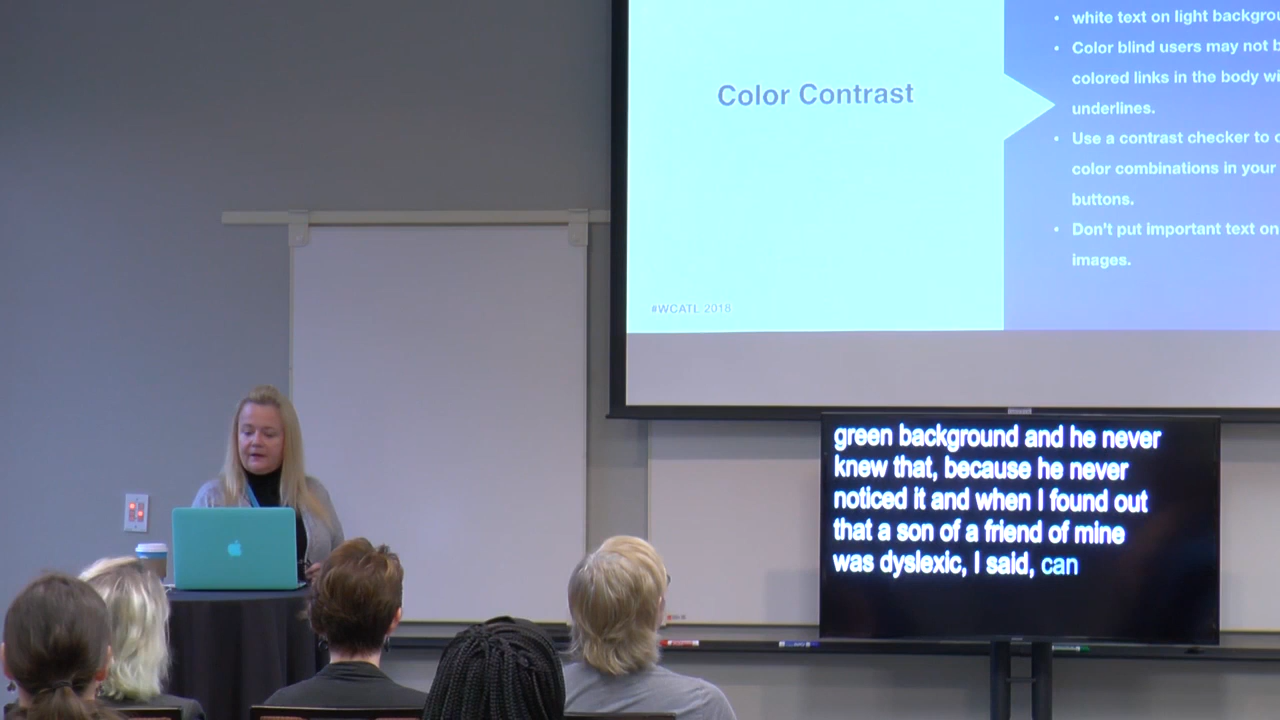 Color Contrast
#WCATL 2018
• white text on light backgrou
• Color blind users may not b
colored links in the body wi
underlines.
• Use a contrast checker to
color combinations in your
buttons.
• Don't put important text on
images.
green background and he never
knew that, because he never
noticed it and when I found out
that a son of a friend of mine
was dyslexic, I said, can